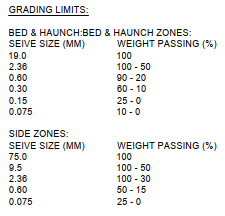 GRADING LIMITS:
BED & HAUNCH:BED & HAUNCH ZONES:
SEIVE SIZE (MM) WEIGHT PASSING (%)
19.0 100
2.36 100 - 50
0.60 90 - 20
0.30 60 - 10
0.15 25 - 0
0.075 10 - 0
SIDE ZONES:
SEIVE SIZE (MM) WEIGHT PASSING (%)
75.0 100
9.5 100 - 50
2.36 100 - 30
0.60 50 - 15
0.075 25 - 0